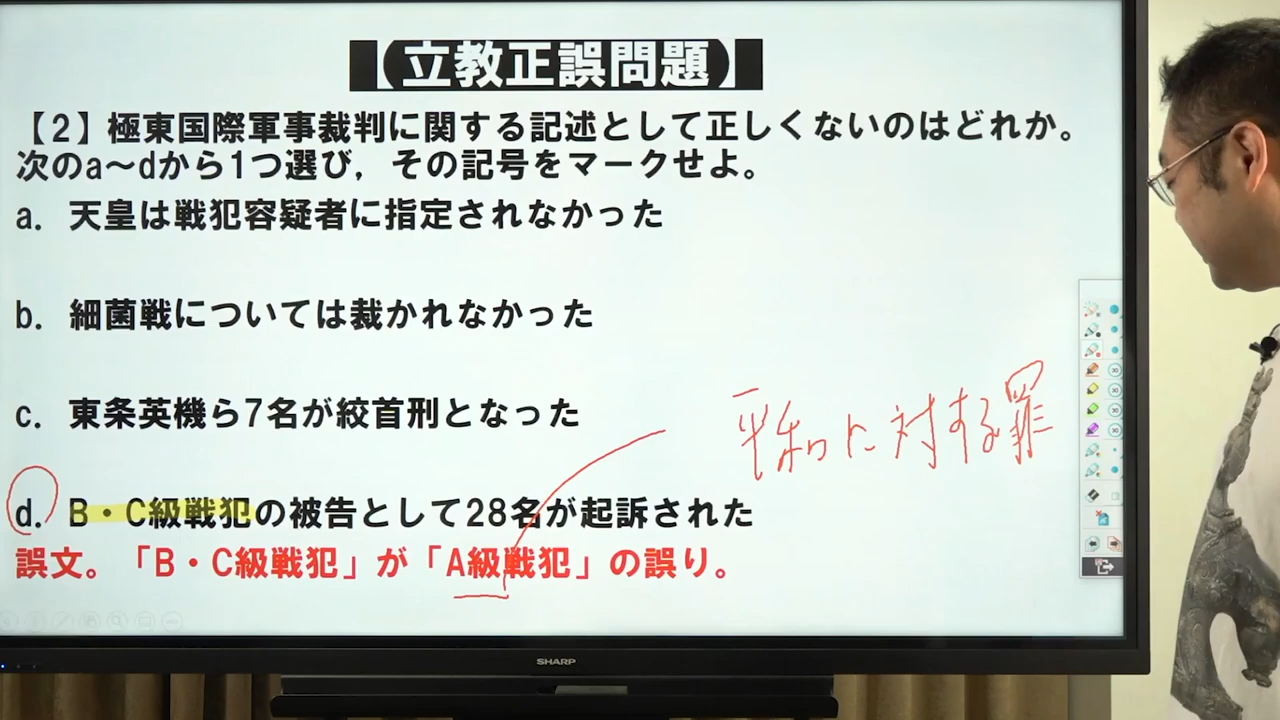 【(立教正誤問題)】
【2】極東国際軍事裁判に関する記述として正しくないのはどれか。
次のa〜dから1つ選び，その記号をマークせよ。
a．天皇は戦犯容疑者に指定されなかった
b．細菌戦については裁かれなかった
c．東条英機ら7名が絞首刑となった
平和に対する罪
d．B・C級戦犯の被告として28名が起訴された
誤文。「B・C級戦犯」が「A級戦犯」の誤り。
SHARP